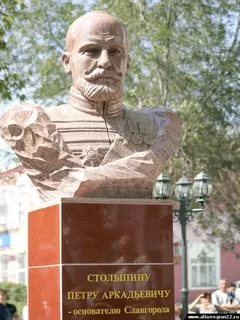 СТОЛЫПИНУ
ПЕТРУ АРКАДЬЕВИЧУ
- основателю Славгорода
www.altairegion22.ru